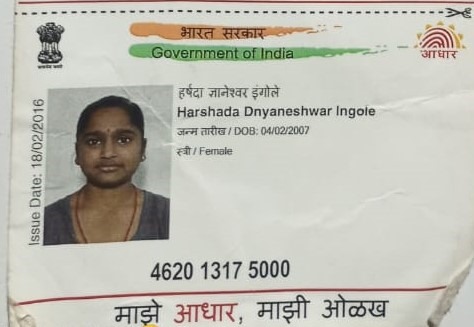 भारत सरकार
Government of India
आधार
Issue Date: 18/02/2016
हर्षदा ज्ञानेश्वर इंगोले
Harshada Dnyaneshwar Ingole
जन्म तारीख / DOB: 04/02/2007
स्त्री / Female
4620 1317 5000
माझे आधार, माझी ओळख